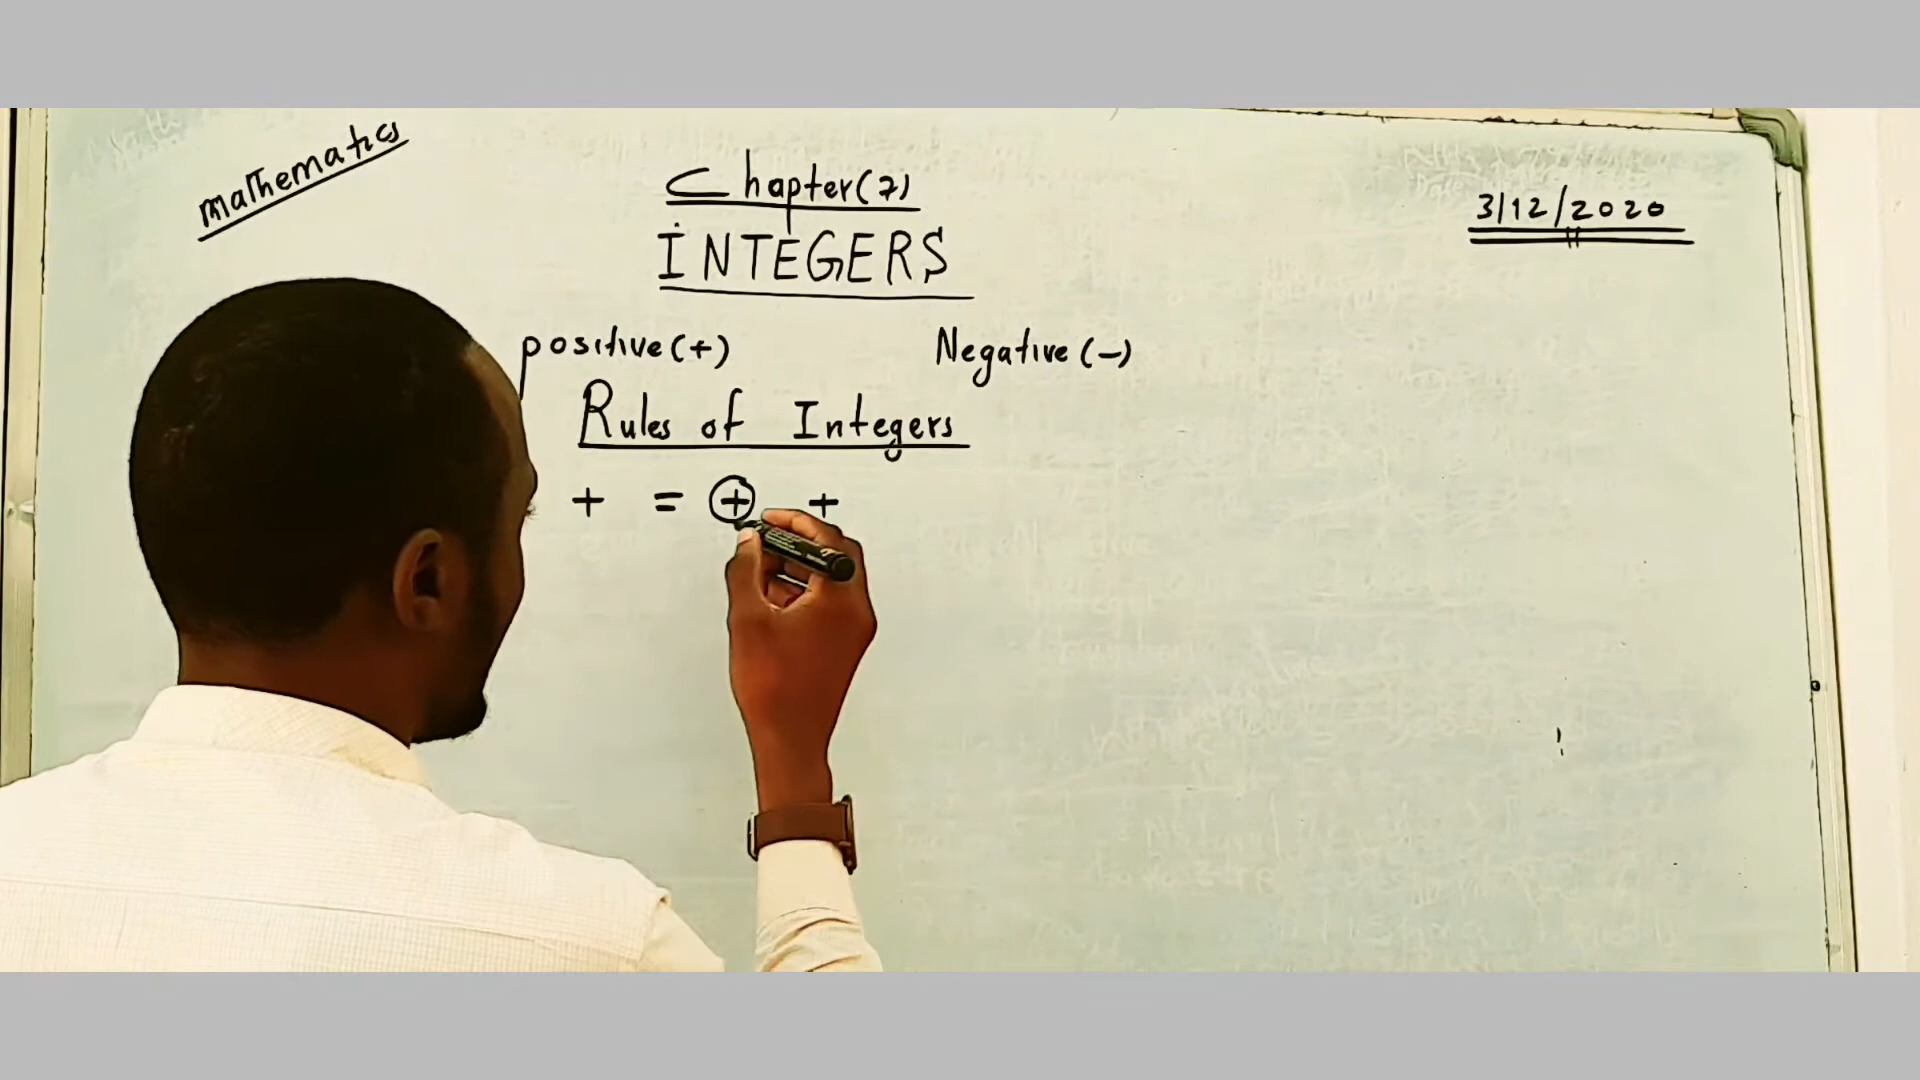 mathematics
Chapter(7)
3/12/2020
INTEGERS
positive(+) Negative(-)
Rules of Integers
+ = + +